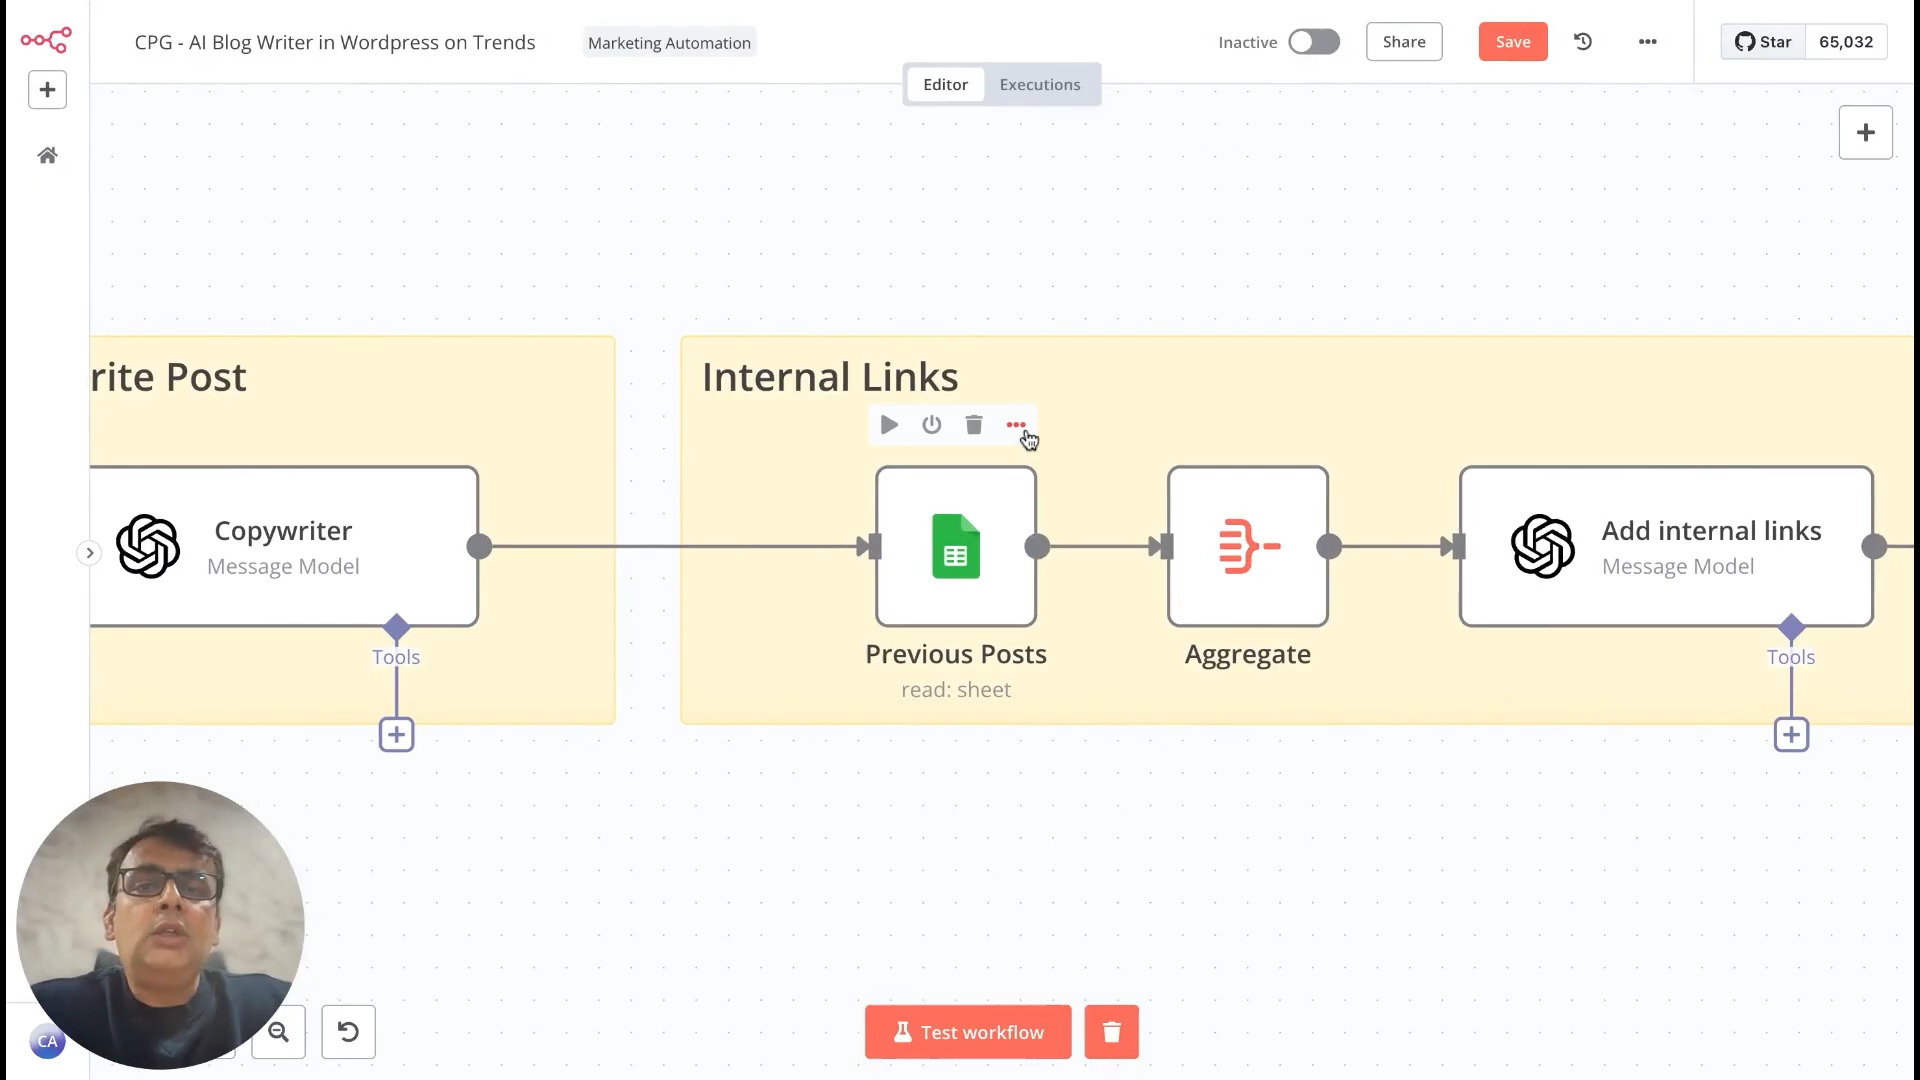 CPG - AI Blog Writer in Wordpress on Trends
Marketing Automation
Inactive
Share
Save
Star
65,032
Editor
Executions
rite Post
Internal Links
Copywriter
Message Model
Tools
Previous Posts
read: sheet
Aggregate
Add internal links
Message Model
Tools
CA
Test workflow